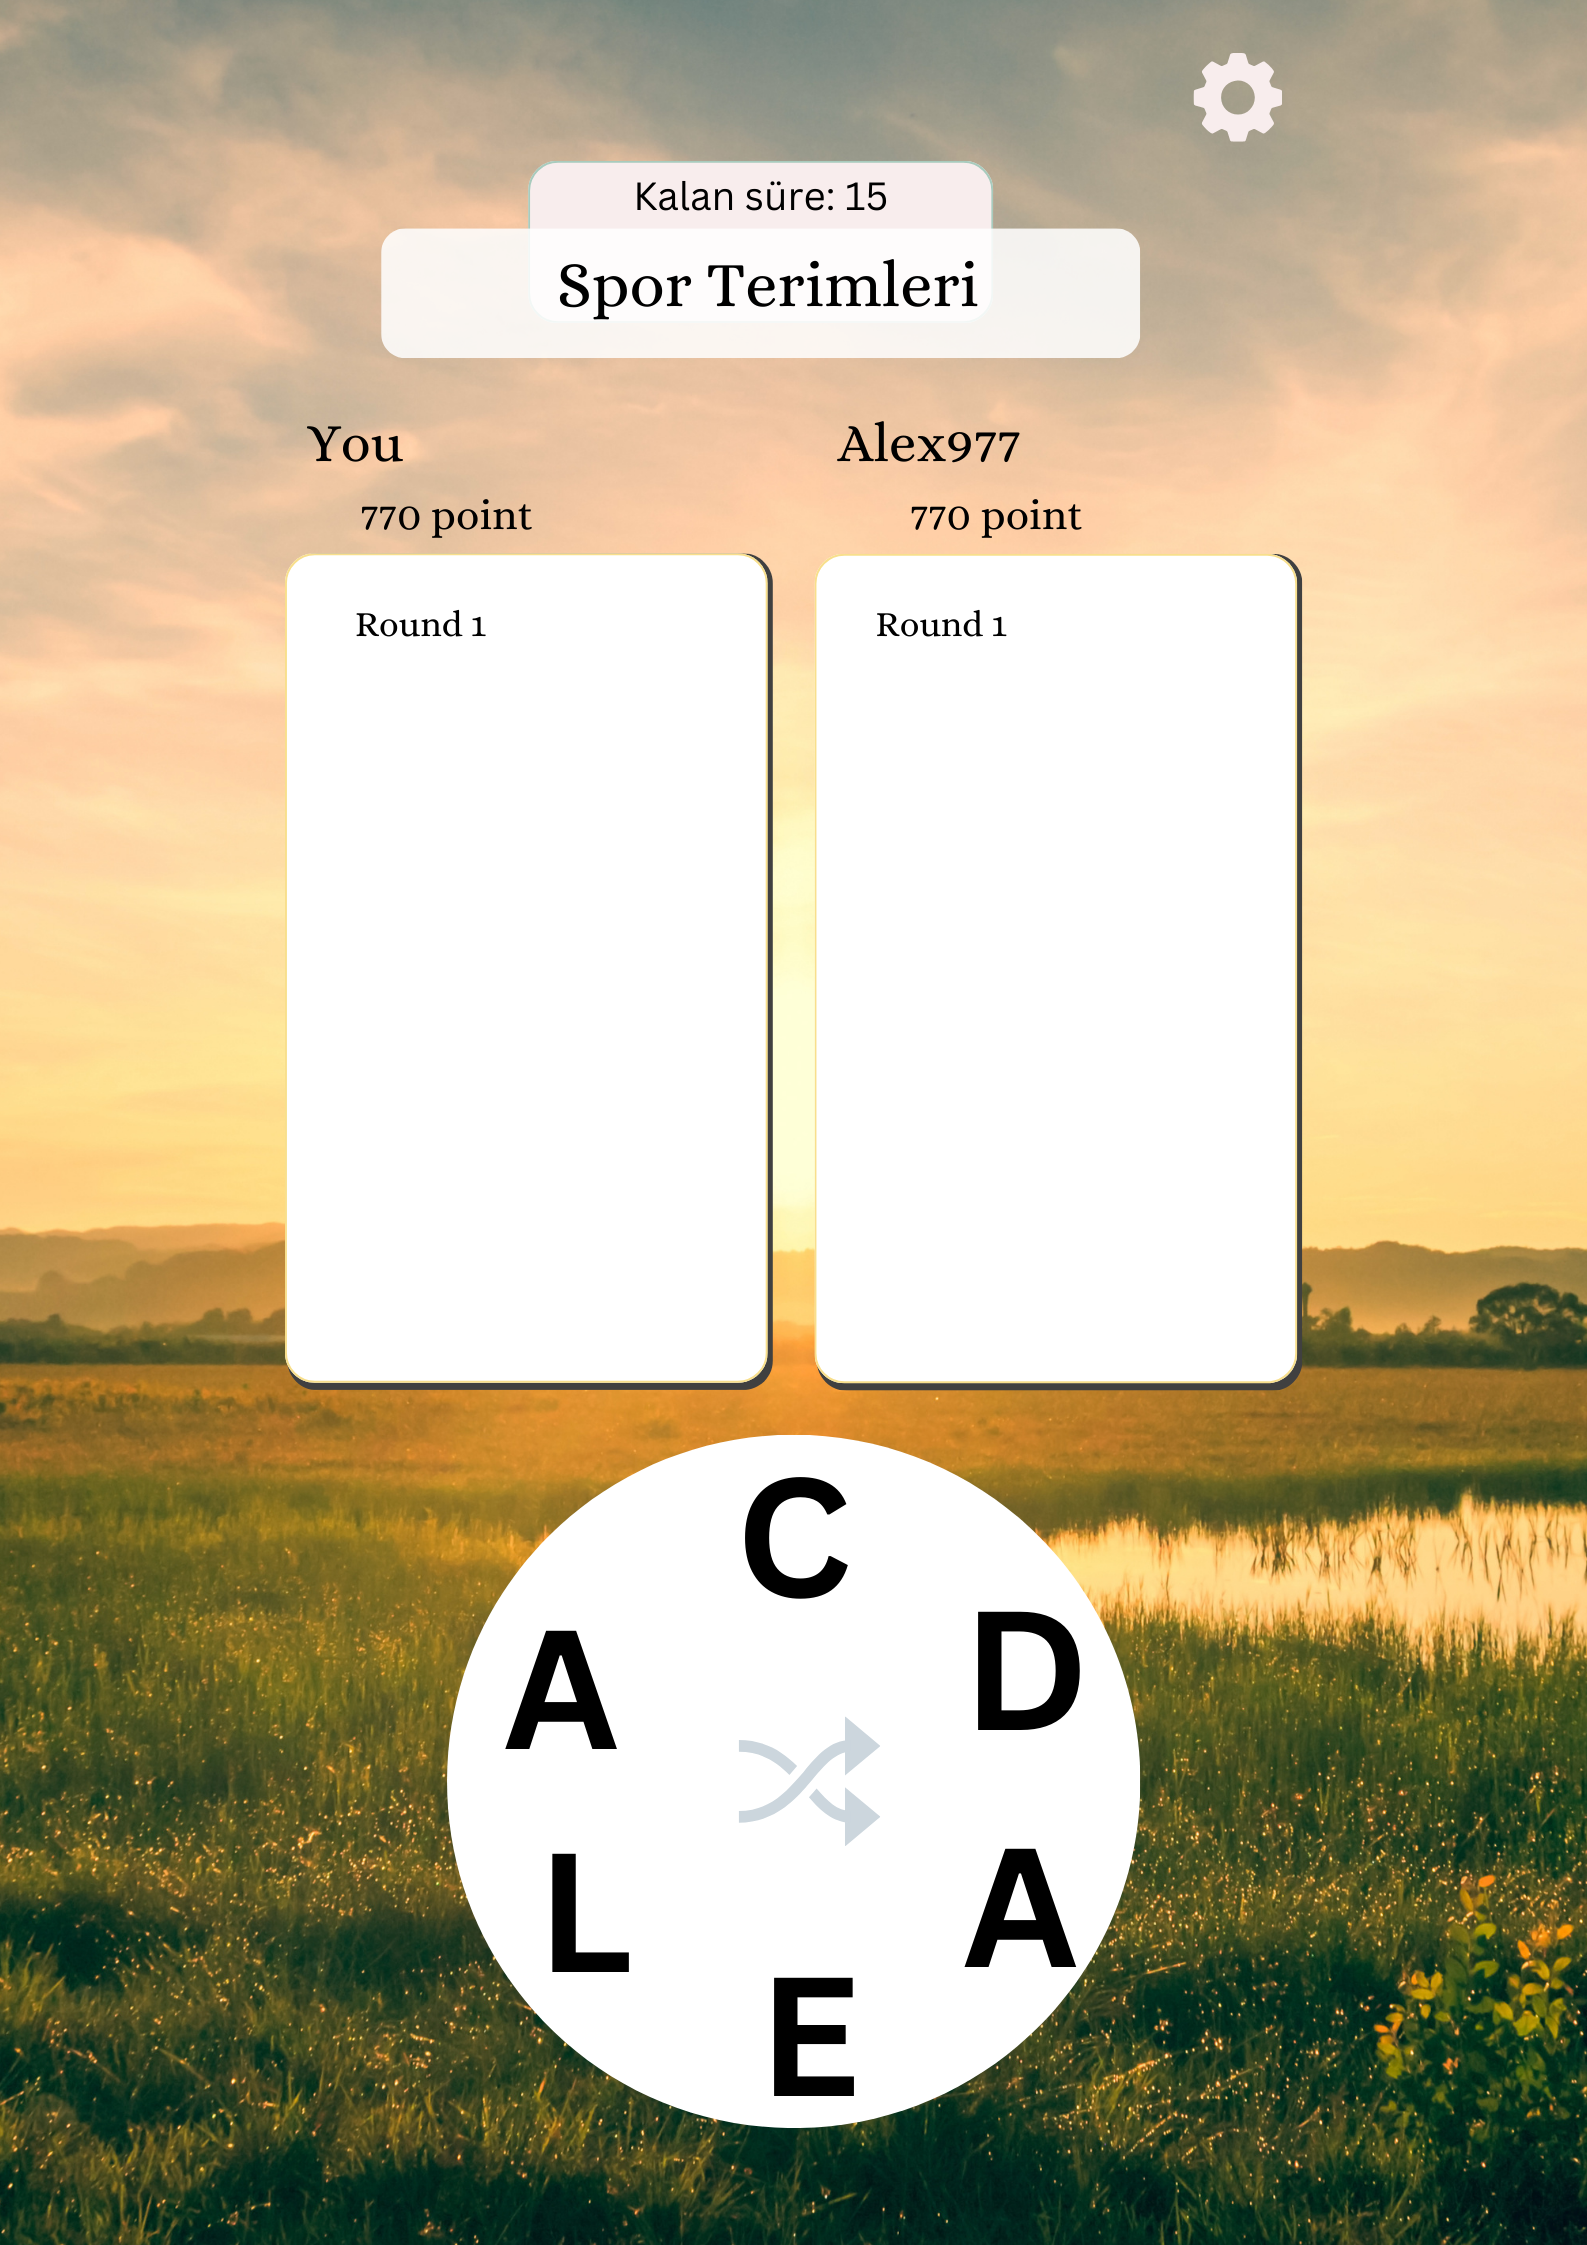 Kalan süre: 15
Spor Terimleri
You
Alex977
770 point
770 point
Round 1
Round 1
C
A
D
L
A
E